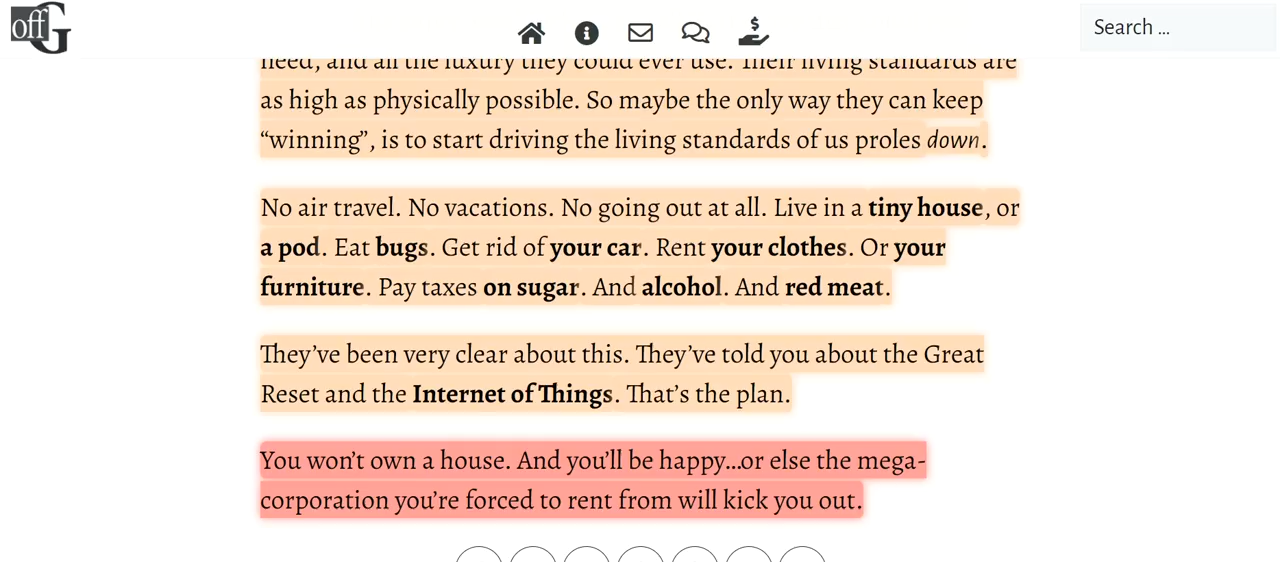 offG
Search ...
need, and all the luxury they could ever use. Their living standards are
as high as physically possible. So maybe the only way they can keep
“winning”, is to start driving the living standards of us proles down.
No air travel. No vacations. No going out at all. Live in a tiny house, or
a pod. Eat bugs. Get rid of your car. Rent your clothes. Or your
furniture. Pay taxes on sugar. And alcohol. And red meat.
They’ve been very clear about this. They’ve told you about the Great
Reset and the Internet of Things. That’s the plan.
You won’t own a house. And you’ll be happy…or else the mega-
corporation you’re forced to rent from will kick you out.